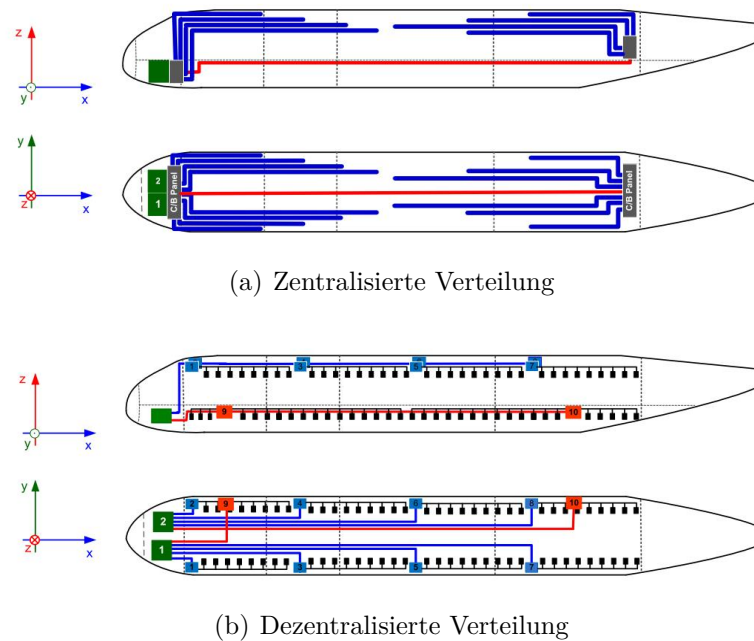 z
y
x
y
2
1
C/B Panel
C/B Panel
z
x
(a) Zentralisierte Verteilung
1
3
5
7
z
9
10
y
x
y
2
9
4
6
8
10
2
1
z
x
1
3
5
7
(b) Dezentralisierte Verteilung